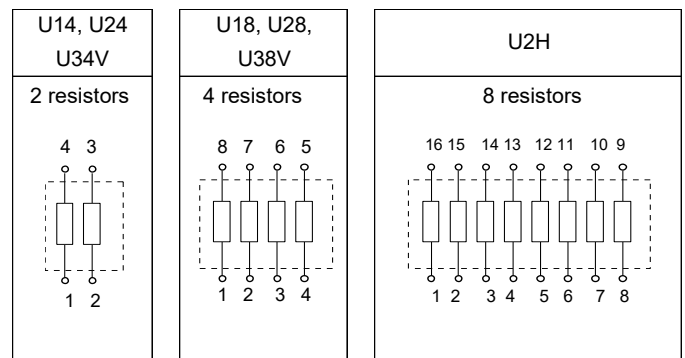 U14, U24
U34V
2 resistors
4 3
1 2
U18, U28,
U38V
4 resistors
8 7 6 5
1 2 3 4
U2H
8 resistors
16 15 14 13 12 11 10 9
1 2 3 4 5 6 7 8